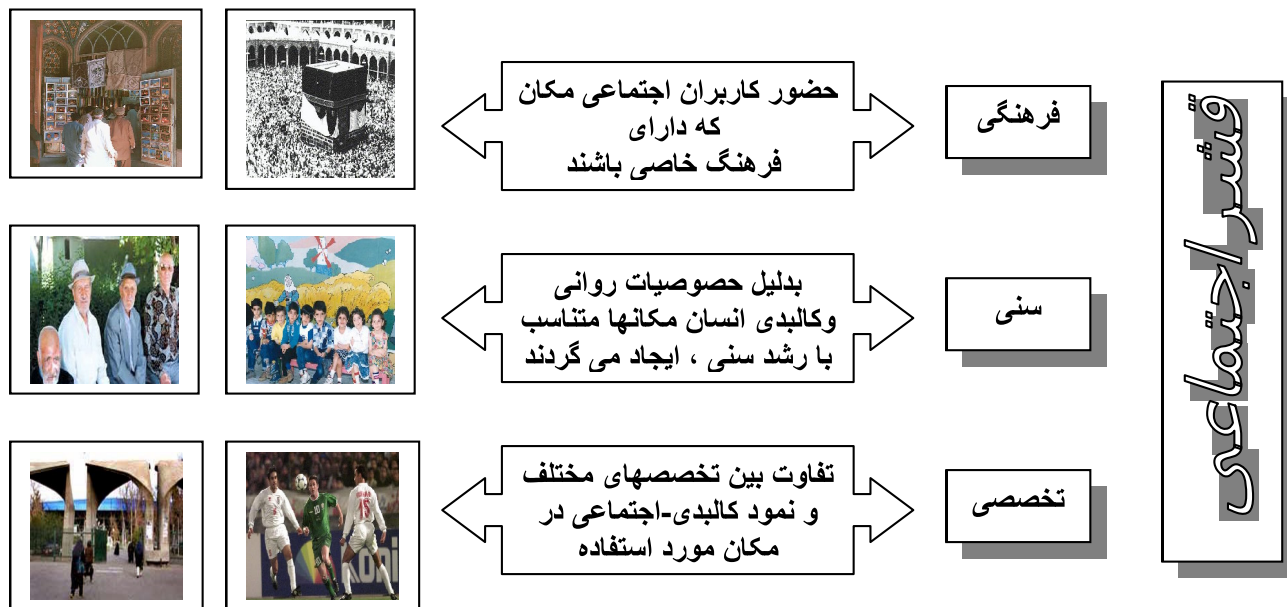 قشر اجتماعی
فرهنگی
حضور کاربران اجتماعی مکان
که دارای
فرهنگ خاصی باشند
سنی
بدلیل حصوصیات روانی
وکالبدی انسان مکانها متناسب
با رشد سنی ، ایجاد می گردند
تخصصی
تفاوت بین تخصصهای مختلف
و نمود کالبدی-اجتماعی در
مکان مورد استفاده